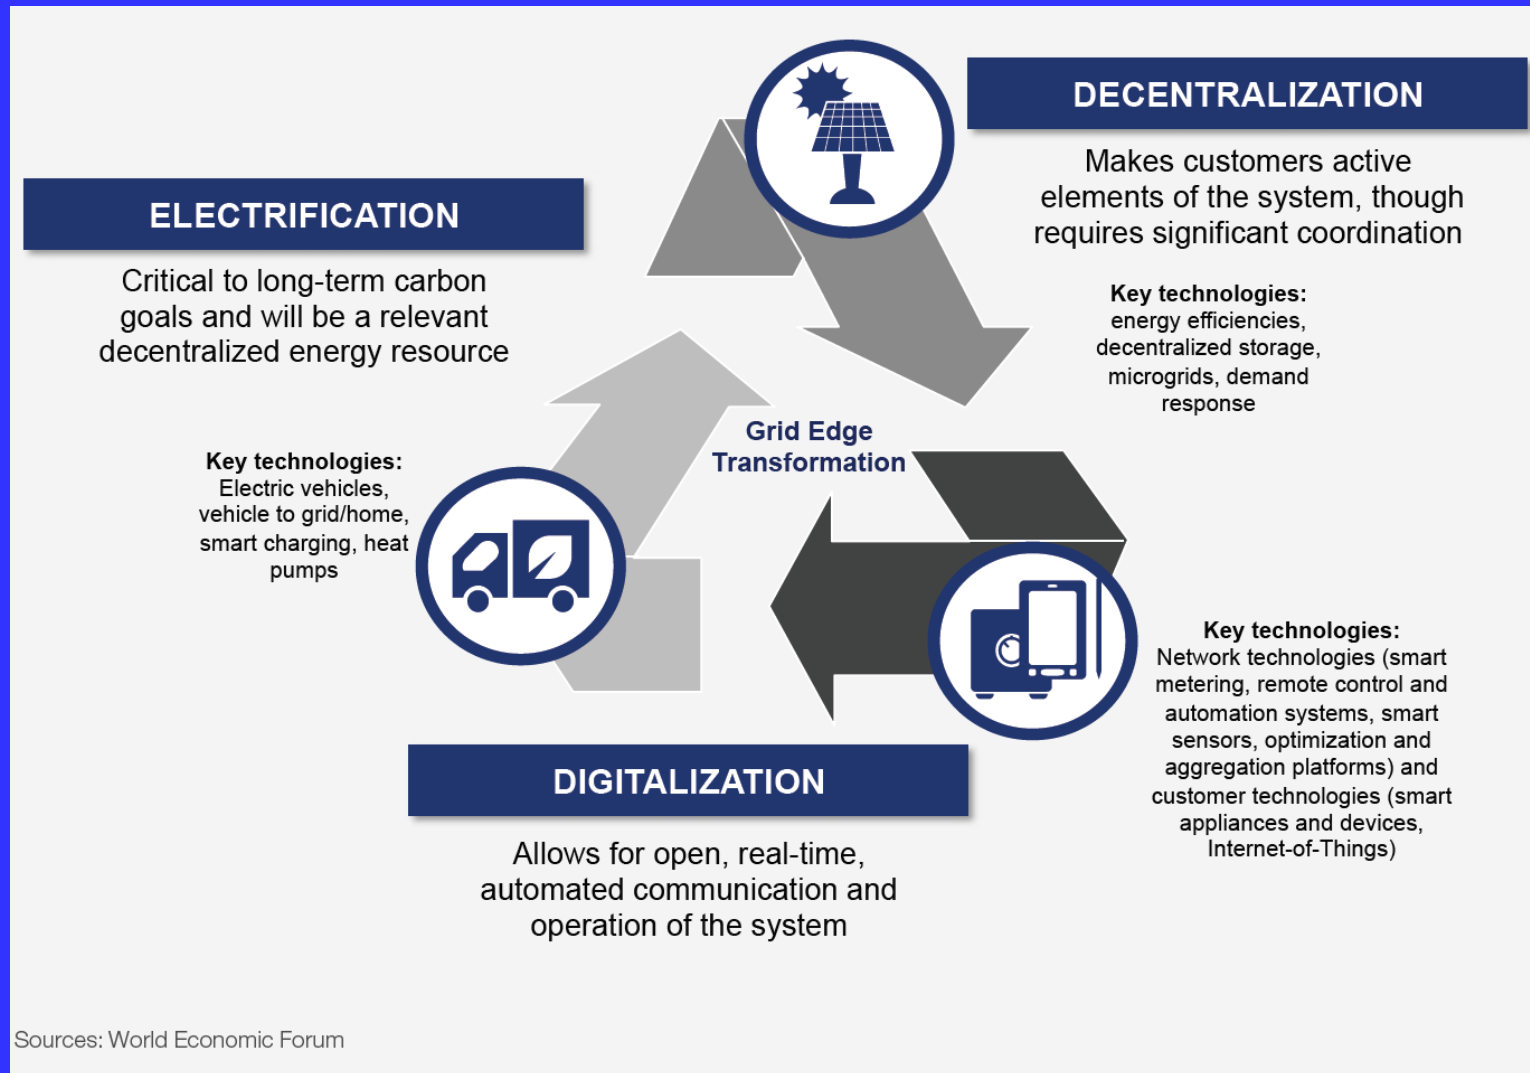 DECENTRALIZATION
Makes customers active
elements of the system, though
requires significant coordination
Key technologies:
energy efficiencies,
decentralized storage,
microgrids, demand
response
ELECTRIFICATION
Critical to long-term carbon
goals and will be a relevant
decentralized energy resource
Key technologies:
Electric vehicles,
vehicle to grid/home,
smart charging, heat
pumps
Grid Edge
Transformation
Key technologies:
Network technologies (smart
metering, remote control and
automation systems, smart
sensors, optimization and
aggregation platforms) and
customer technologies (smart
appliances and devices,
Internet-of-Things)
DIGITALIZATION
Allows for open, real-time,
automated communication and
operation of the system
Sources: World Economic Forum